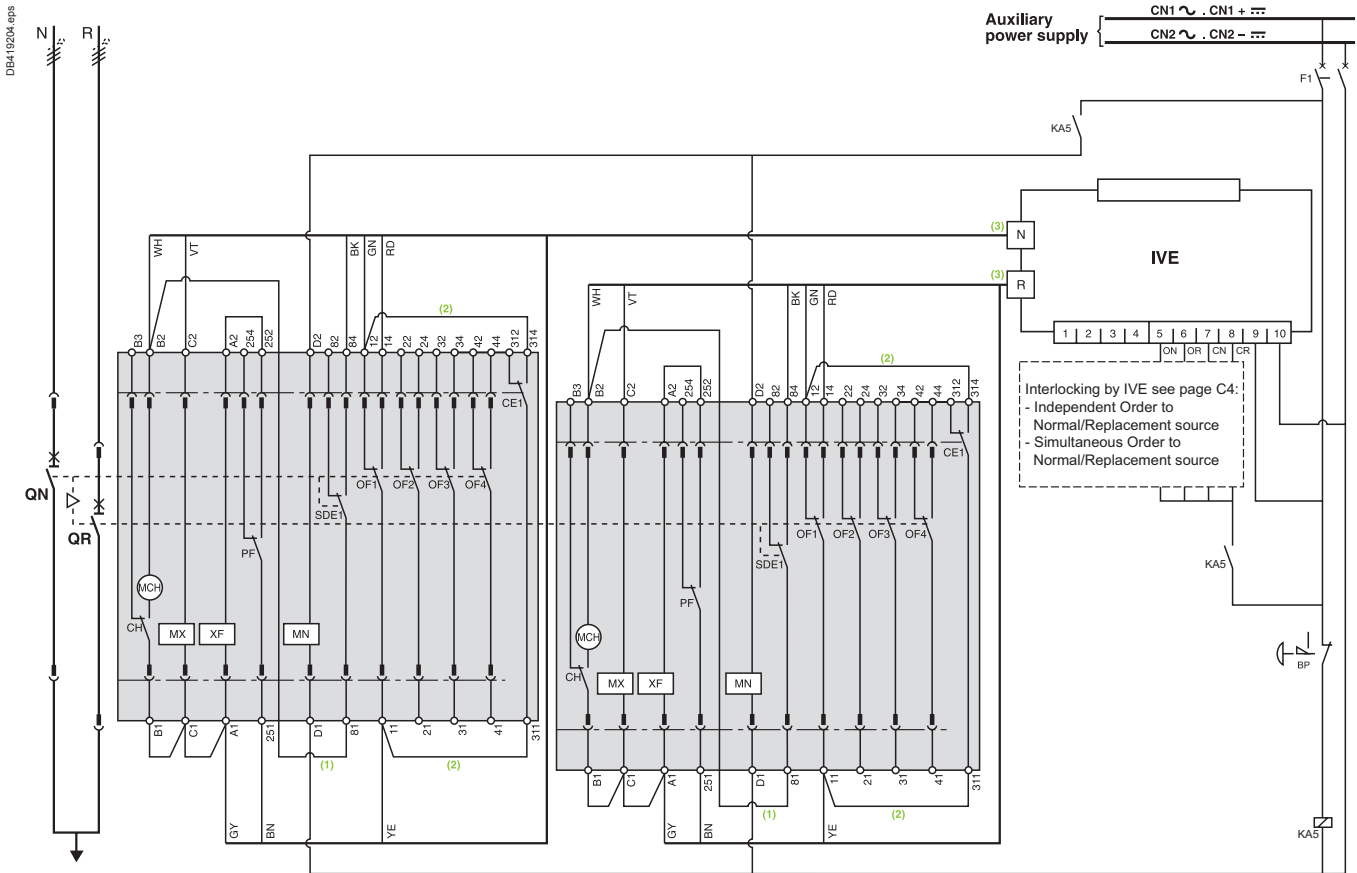 DB419204.eps
N R
Auxiliary
power supply
CN1 ~ . CN1 + ⎓
CN2 ~ . CN2 – ⎓
F1
KA5
(3) N
(3) R
IVE
1 2 3 4 5 6 7 8 9 10
ON OR CN CR
Interlocking by IVE see page C4:
- Independent Order to
Normal/Replacement source
- Simultaneous Order to
Normal/Replacement source
KA5
BP
KA5
WH VT BK GN RD
(2)
B3 B2 C2 A2 254 252 D2 82 84 12 14 22 24 32 34 42 44 312 314
CE1
OF1 OF2 OF3 OF4
SDE1
PF
MCH
CH
MX XF MN
B1 C1 A1 251 D1 81 11 21 31 41 311
(1) (2)
GY BN YE
QN
QR
WH VT BK GN RD
(2)
B3 B2 C2 A2 254 252 D2 82 84 12 14 22 24 32 34 42 44 312 314
CE1
OF1 OF2 OF3 OF4
SDE1
PF
MCH
CH
MX XF MN
B1 C1 A1 251 D1 81 11 21 31 41 311
(1) (2)
GY BN YE